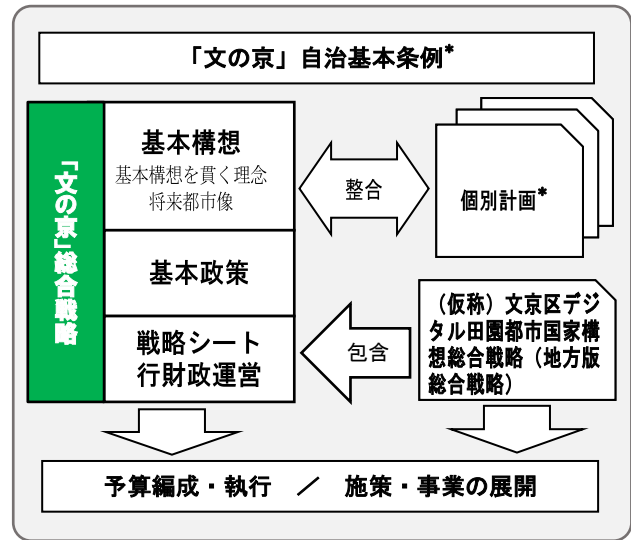 「文の京」自治基本条例*
「文の京」総合戦略
基本構想
基本構想を貫く理念
将来都市像
基本政策
戦略シート
行財政運営
整合
個別計画*
包含
（仮称）文京区デジ
タル田園都市国家構
想総合戦略（地方版
総合戦略）
予算編成・執行　／　施策・事業の展開